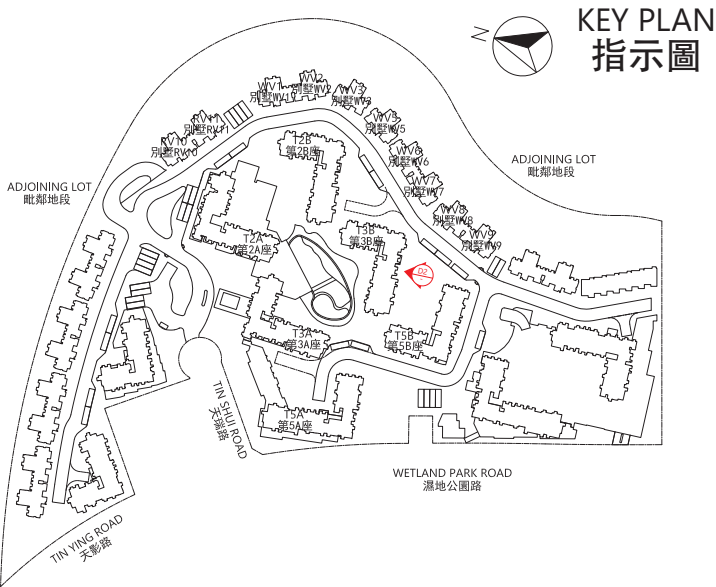 KEY PLAN
指示圖
N
WV1
別墅WV1
WV2
別墅WV2
WV3
別墅WV3
RV11
別墅RV11
WV5
別墅WV5
RV10
別墅RV10
T2B
第2B座
WV6
別墅WV6
ADJOINING LOT
毗鄰地段
WV7
別墅WV7
ADJOINING LOT
毗鄰地段
WV8
別墅WV8
T3B
第3B座
WV9
別墅WV9
T2A
第2A座
D2
T3A
第3A座
T5B
第5B座
T5A
第5A座
TIN SHUI ROAD
天瑞路
WETLAND PARK ROAD
濕地公園路
TIN YING ROAD
天影路